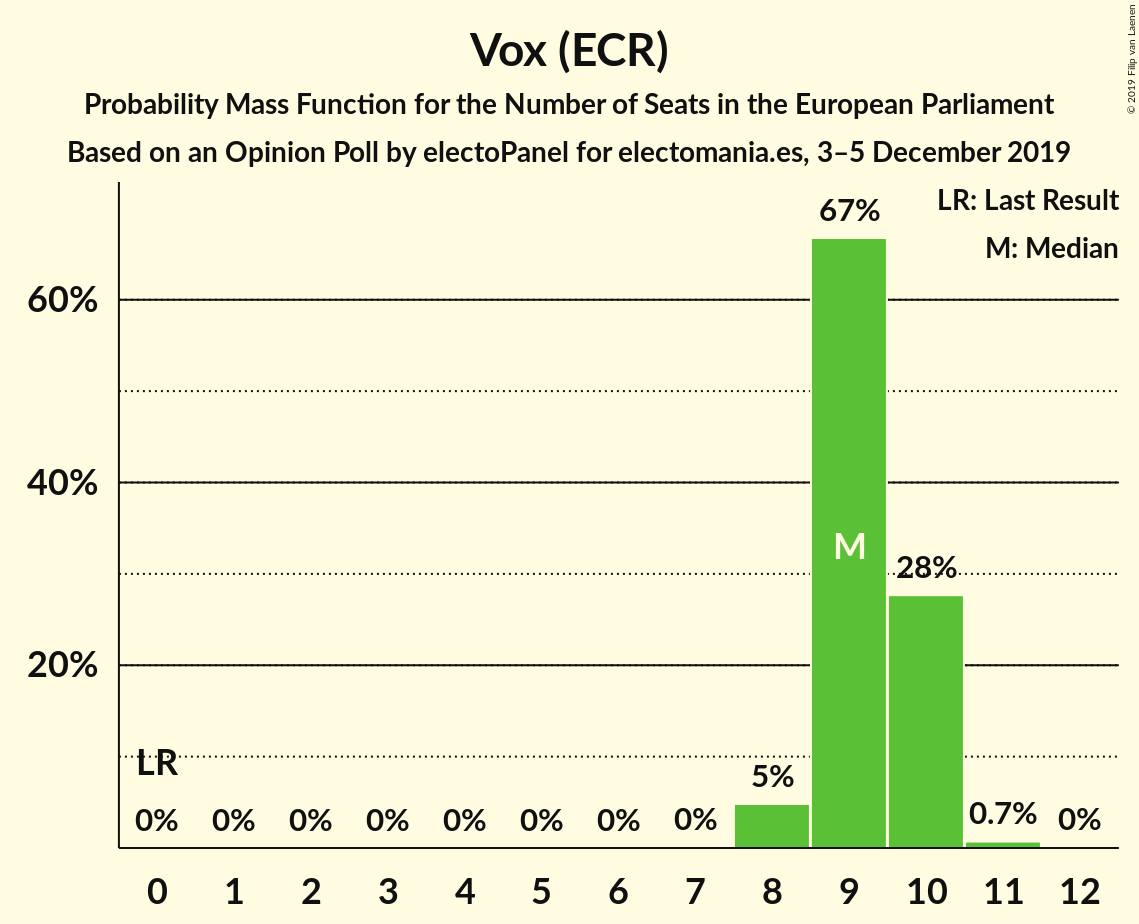 Vox (ECR)
Probability Mass Function for the Number of Seats in the European Parliament
Based on an Opinion Poll by electoPanel for electomania.es, 3–5 December 2019
© 2019 Filip van Laenen
LR: Last Result
M: Median
67%
60%
40%
M
28%
20%
LR
5%
0% 0% 0% 0% 0% 0% 0% 0% 0.7% 0%
0 1 2 3 4 5 6 7 8 9 10 11 12